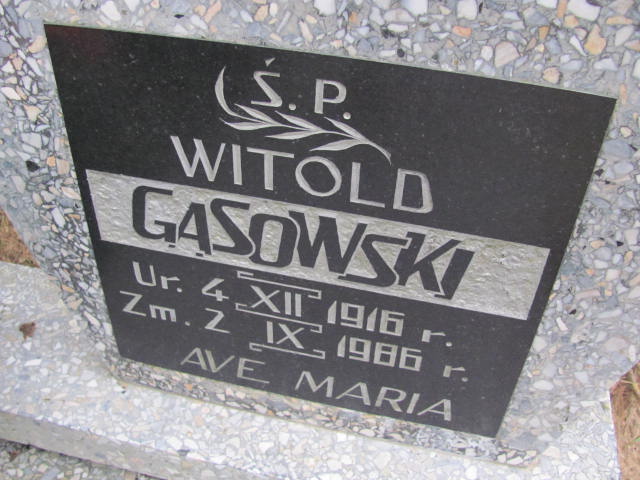 Ś. P.
WITOLD
GĄSOWSKI
Ur. 4 XII 1916 r.
Zm. 2 IX 1986 r.
AVE MARIA